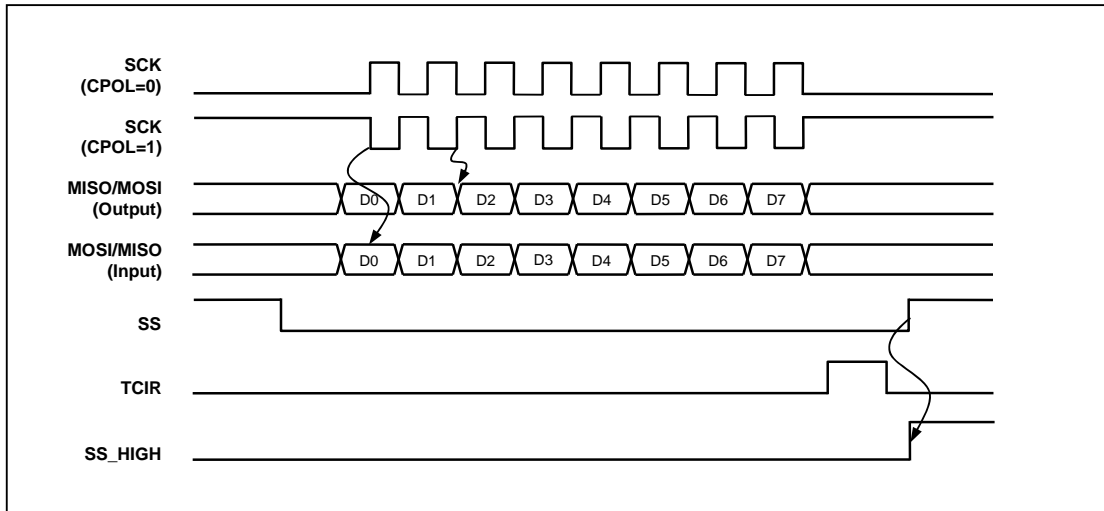 SCK
(CPOL=0)
SCK
(CPOL=1)
MISO/MOSI
(Output)
D0 D1 D2 D3 D4 D5 D6 D7
MOSI/MISO
(Input)
D0 D1 D2 D3 D4 D5 D6 D7
SS
TCIR
SS_HIGH